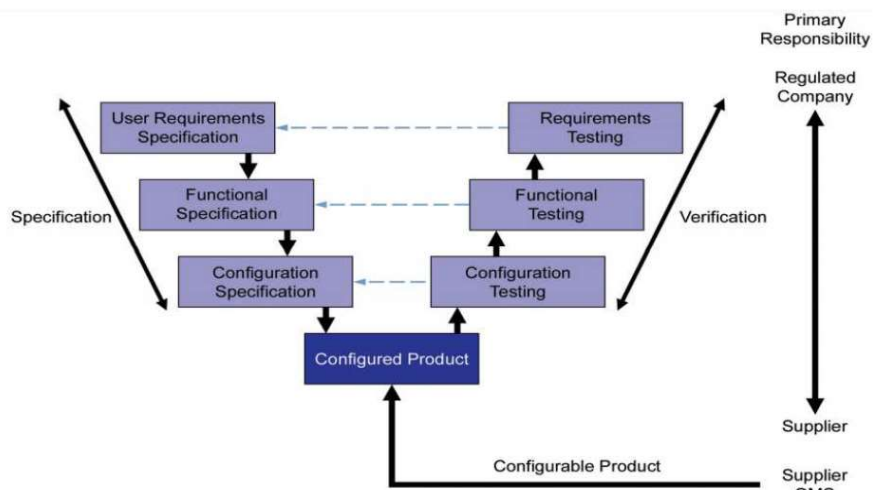 Primary
Responsibility
Regulated
Company
User Requirements
Specification
Requirements
Testing
Functional
Specification
Functional
Testing
Specification
Verification
Configuration
Specification
Configuration
Testing
Configured Product
Supplier
Configurable Product
Supplier